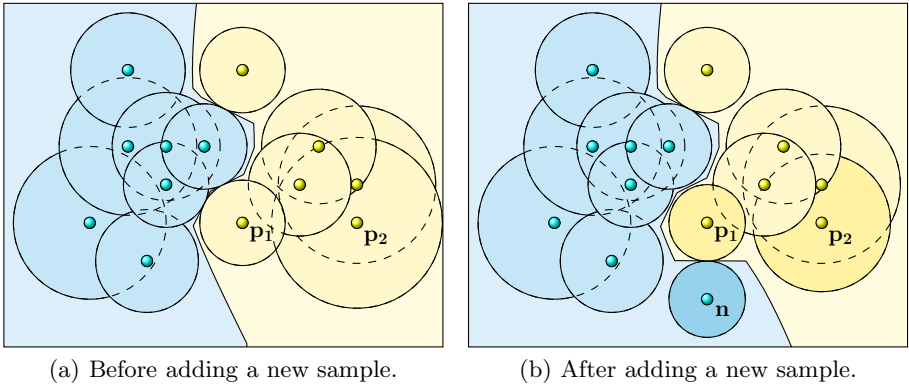 p1
p2
p1
p2
n
(a) Before adding a new sample.
(b) After adding a new sample.